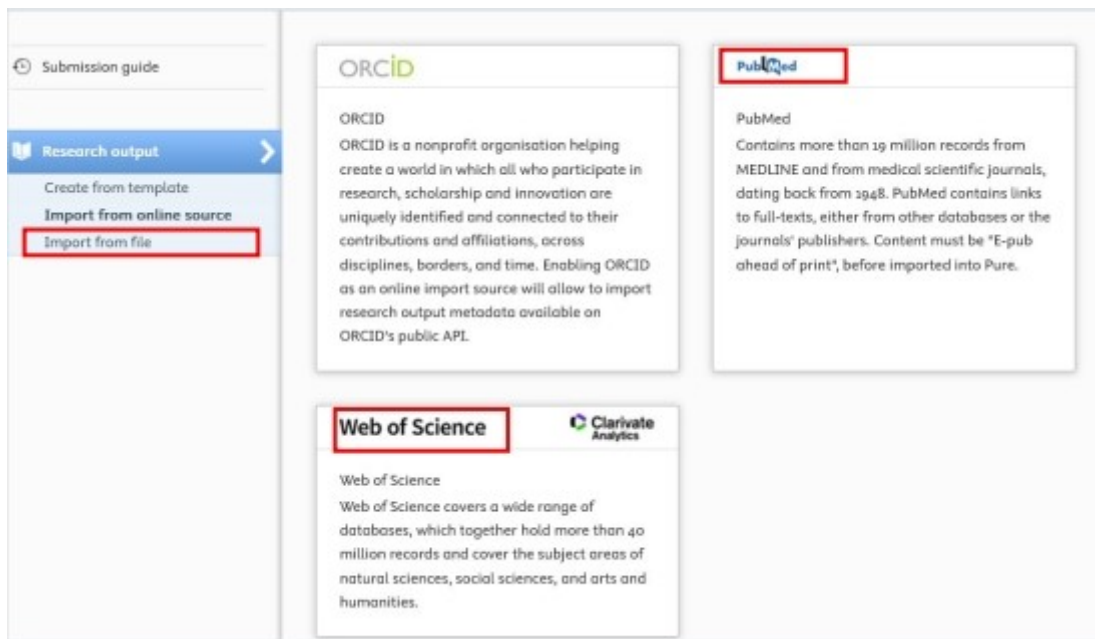 Submission guide
Research output
Create from template
Import from online source
Import from file
ORCiD
ORCID
ORCID is a nonprofit organisation helping
create a world in which all who participate in
research, scholarship and innovation are
uniquely identified and connected to their
contributions and affiliations, across
disciplines, borders, and time. Enabling ORCID
as an online import source will allow to import
research output metadata available on
ORCID's public API.
PubMed
PubMed
Contains more than 19 million records from
MEDLINE and from medical scientific journals,
dating back from 1948. PubMed contains links
to full-texts, either from other databases or the
journals' publishers. Content must be "E-pub
ahead of print", before imported into Pure.
Web of Science
Clarivate
Analytics
Web of Science
Web of Science covers a wide range of
databases, which together hold more than 40
million records and cover the subject areas of
natural sciences, social sciences, and arts and
humanities.